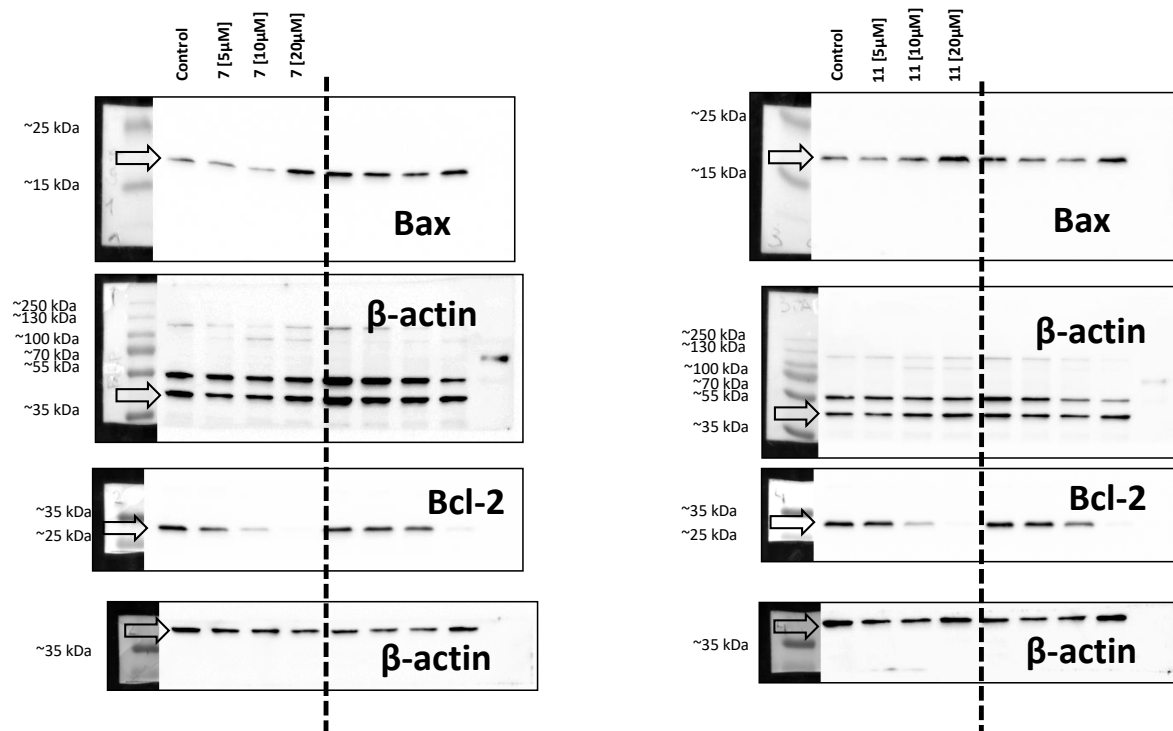 Control
7 [5µM]
7 [10µM]
7 [20µM]
~25 kDa
~15 kDa
Bax
~250 kDa
~130 kDa
~100 kDa
~70 kDa
~55 kDa
~35 kDa
β-actin
~35 kDa
~25 kDa
Bcl-2
~35 kDa
β-actin
Control
11 [5µM]
11 [10µM]
11 [20µM]
~25 kDa
~15 kDa
Bax
~250 kDa
~130 kDa
~100 kDa
~70 kDa
~55 kDa
~35 kDa
β-actin
~35 kDa
~25 kDa
Bcl-2
~35 kDa
β-actin